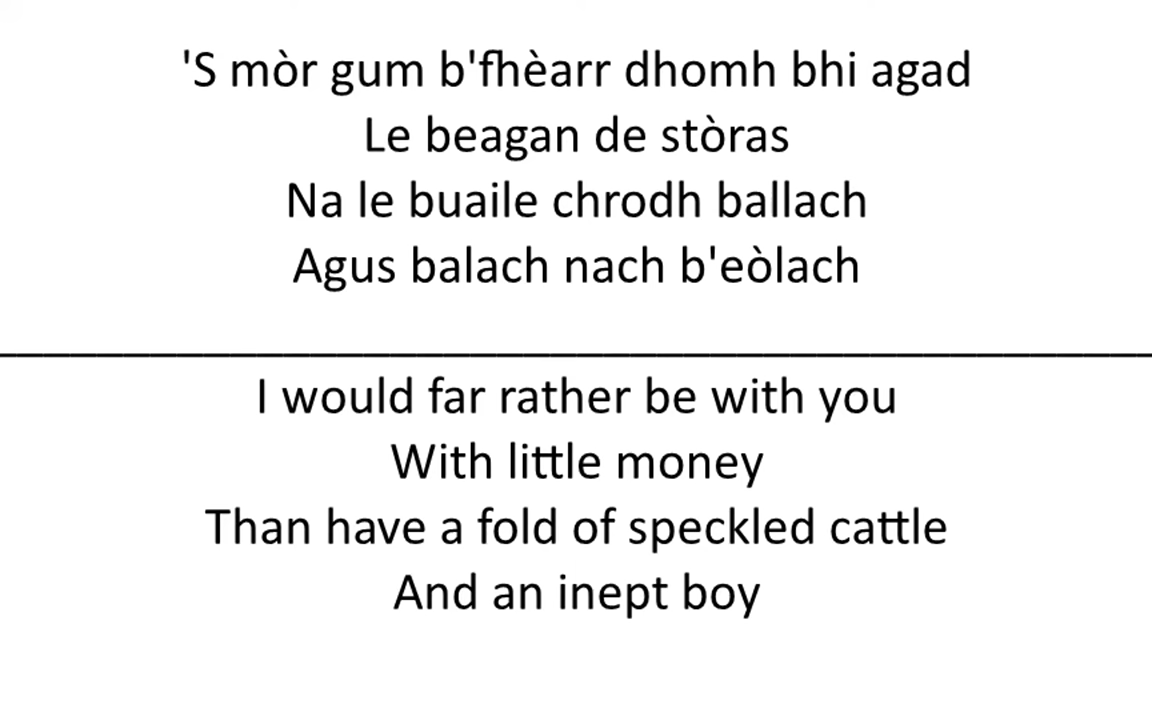 'S mòr gum b'fhèarr dhomh bhi agad
Le beagan de stòras
Na le buaile chrodh ballach
Agus balach nach b'eòlach
I would far rather be with you
With little money
Than have a fold of speckled cattle
And an inept boy